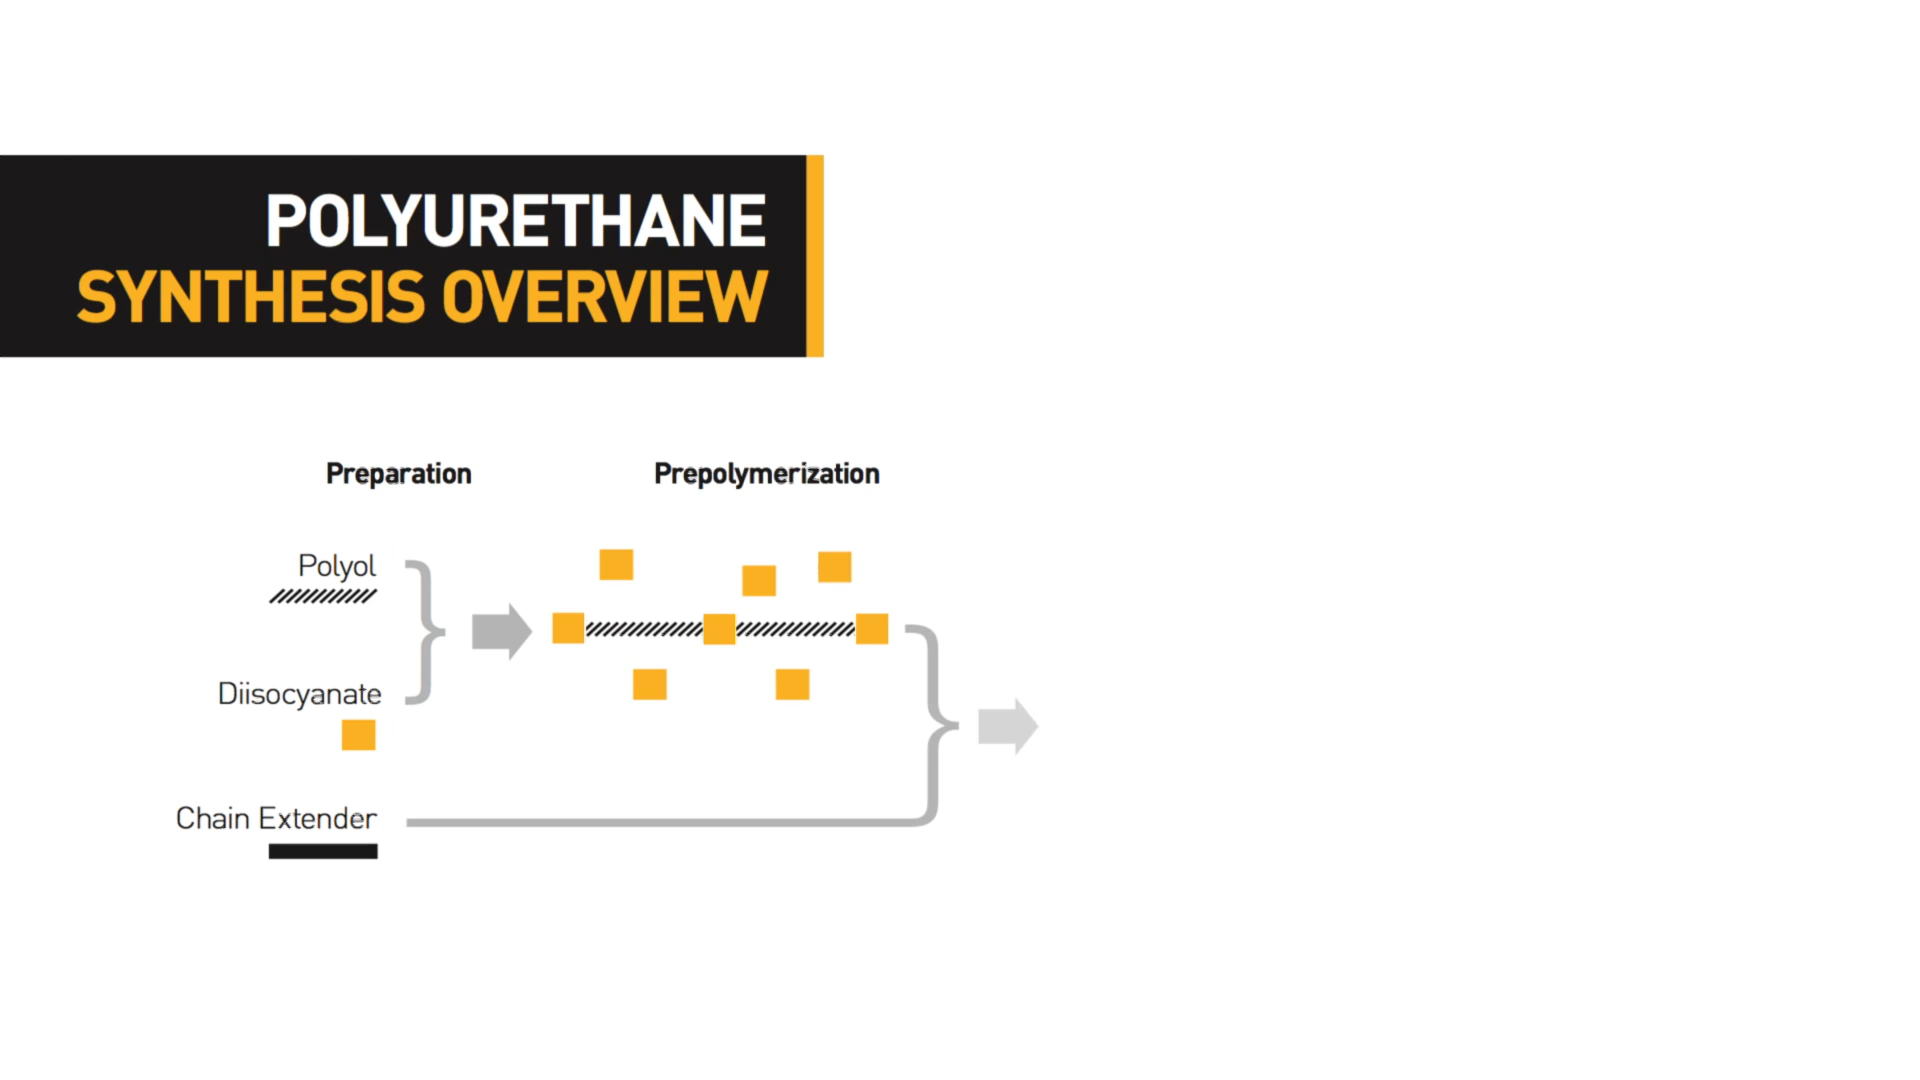 POLYURETHANE
SYNTHESIS OVERVIEW
Preparation
Prepolymerization
Polyol
Diisocyanate
Chain Extender